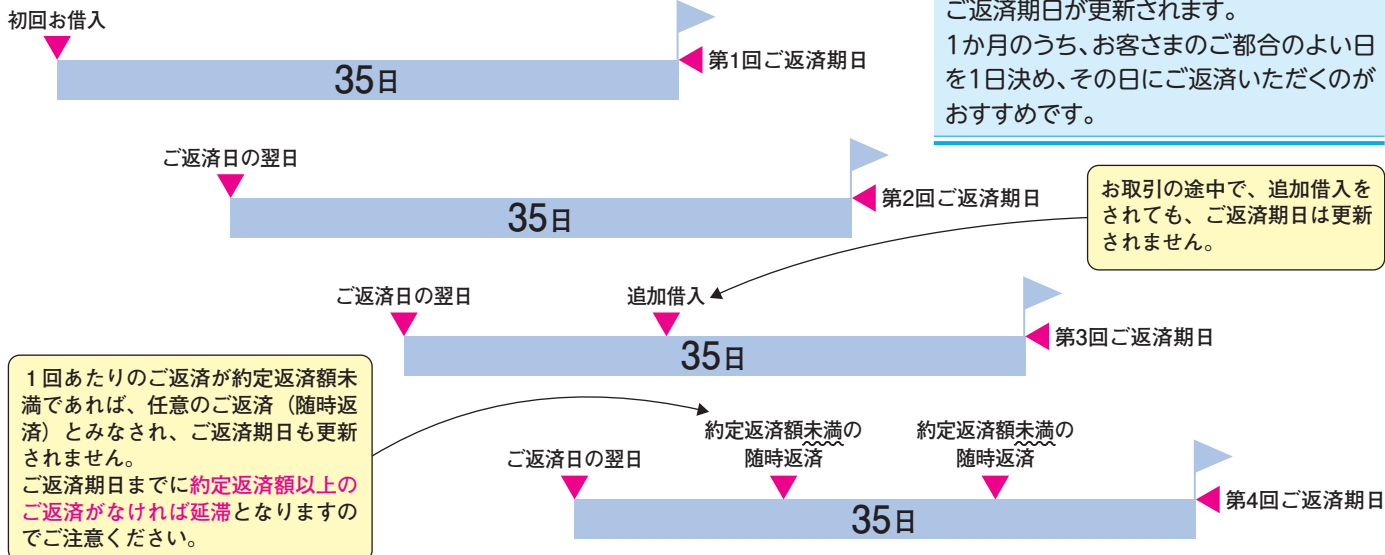 初回お借入
第1回ご返済期日
35日
ご返済期日が更新されます。
1か月のうち、お客さまのご都合のよい日
を1日決め、その日にご返済いただくのが
おすすめです。
ご返済日の翌日
第2回ご返済期日
35日
お取引の途中で、追加借入を
されても、ご返済期日は更新
されません。
ご返済日の翌日
追加借入
第3回ご返済期日
35日
1回あたりのご返済が約定返済額未
満であれば、任意のご返済（随時返
済）とみなされ、ご返済期日も更新
されません。
ご返済期日までに約定返済額以上の
ご返済がなければ延滞となりますの
でご注意ください。
ご返済日の翌日
約定返済額未満の
随時返済
約定返済額未満の
随時返済
第4回ご返済期日
35日